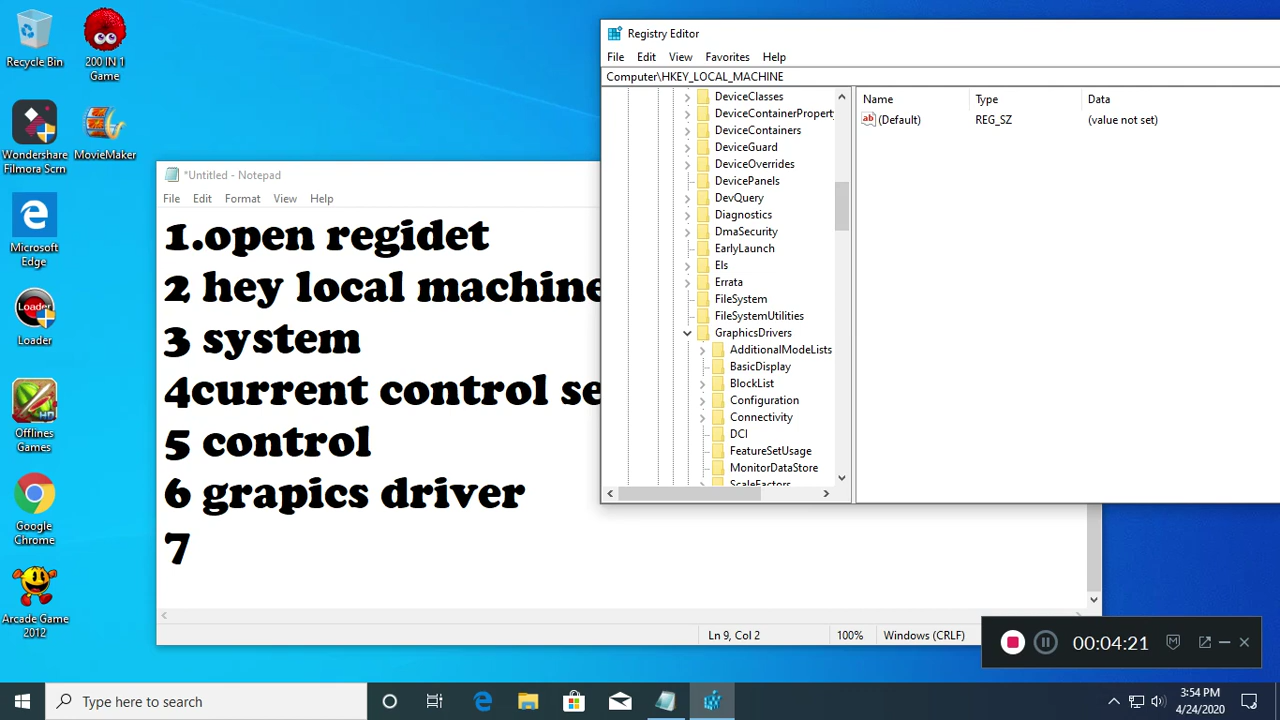 Recycle Bin
200 IN 1
Game
Wondershare
Filmora Scrn
MovieMaker
Microsoft
Edge
Loader
Loader
Offlines
Games
HD
Google
Chrome
Arcade Game
2012
*Untitled - Notepad
File Edit Format View Help
1.open regidet
2 hey local machine
3 system
4current control se
5 control
6 grapics driver
7
Ln 9, Col 2 100% Windows (CRLF)
Registry Editor
File Edit View Favorites Help
Computer\HKEY_LOCAL_MACHINE
DeviceClasses
DeviceContainerPropert
DeviceContainers
DeviceGuard
DeviceOverrides
DevicePanels
DevQuery
Diagnostics
DmaSecurity
EarlyLaunch
Els
Errata
FileSystem
FileSystemUtilities
GraphicsDrivers
AdditionalModeLists
BasicDisplay
BlockList
Configuration
Connectivity
DCI
FeatureSetUsage
MonitorDataStore
ScaleFactors
Name Type Data
ab (Default) REG_SZ (value not set)
00:04:21
Type here to search
3:54 PM
4/24/2020